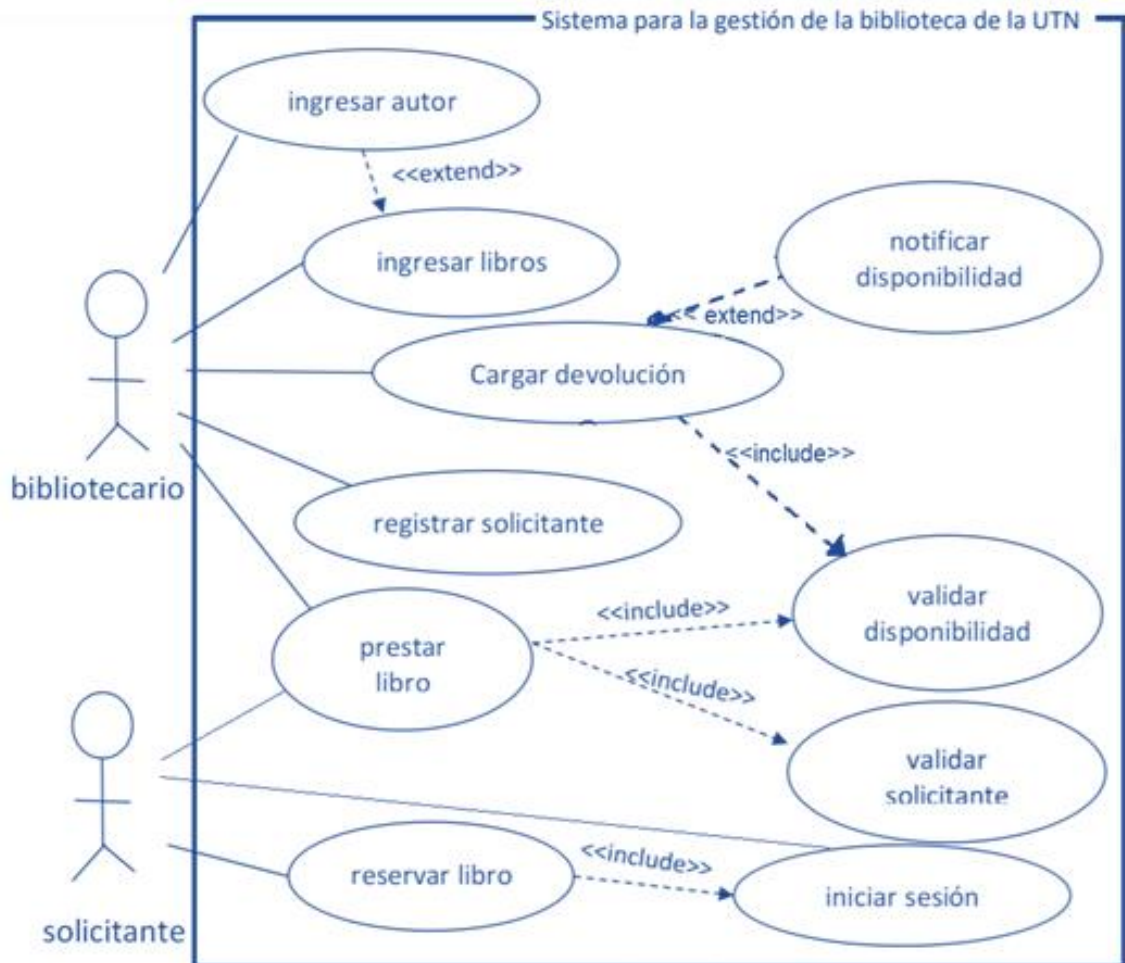 Sistema para la gestión de la biblioteca de la UTN
ingresar autor
<<extend>>
ingresar libros
notificar
disponibilidad
<< extend>>
Cargar devolución
<<include>>
bibliotecario
registrar solicitante
validar
disponibilidad
<<include>>
prestar
libro
<<include>>
validar
solicitante
<<include>>
reservar libro
iniciar sesión
solicitante